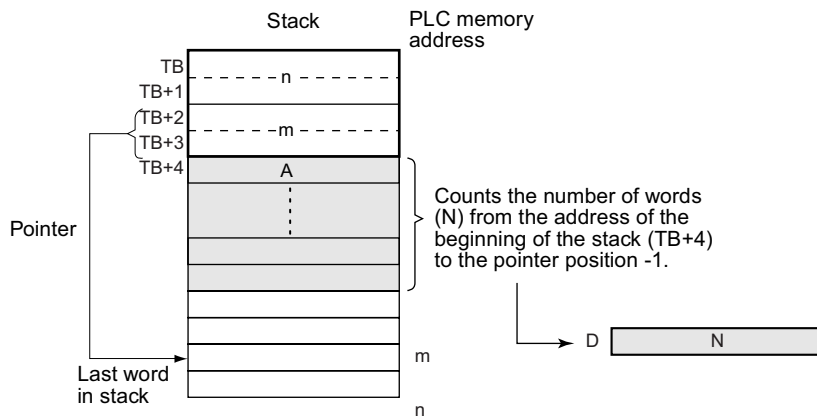 Stack
PLC memory
address
TB
n
TB+1
TB+2
m
TB+3
TB+4
A
Pointer
Counts the number of words
(N) from the address of the
beginning of the stack (TB+4)
to the pointer position -1.
D
N
m
Last word
in stack
n